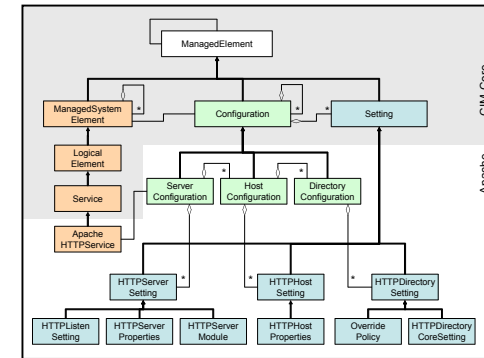 ManagedElement
CIM Core
ManagedSystem
Element
*
Configuration
*
*
Setting
Logical
Element
Apache
Service
Server
Configuration
*
Host
Configuration
*
Directory
Configuration
Apache
HTTPService
HTTPServer
Setting
*
HTTPHost
Setting
*
HTTPDirectory
Setting
*
HTTPListen
Setting
HTTPServer
Properties
HTTPServer
Module
HTTPHost
Properties
Override
Policy
HTTPDirectory
CoreSetting